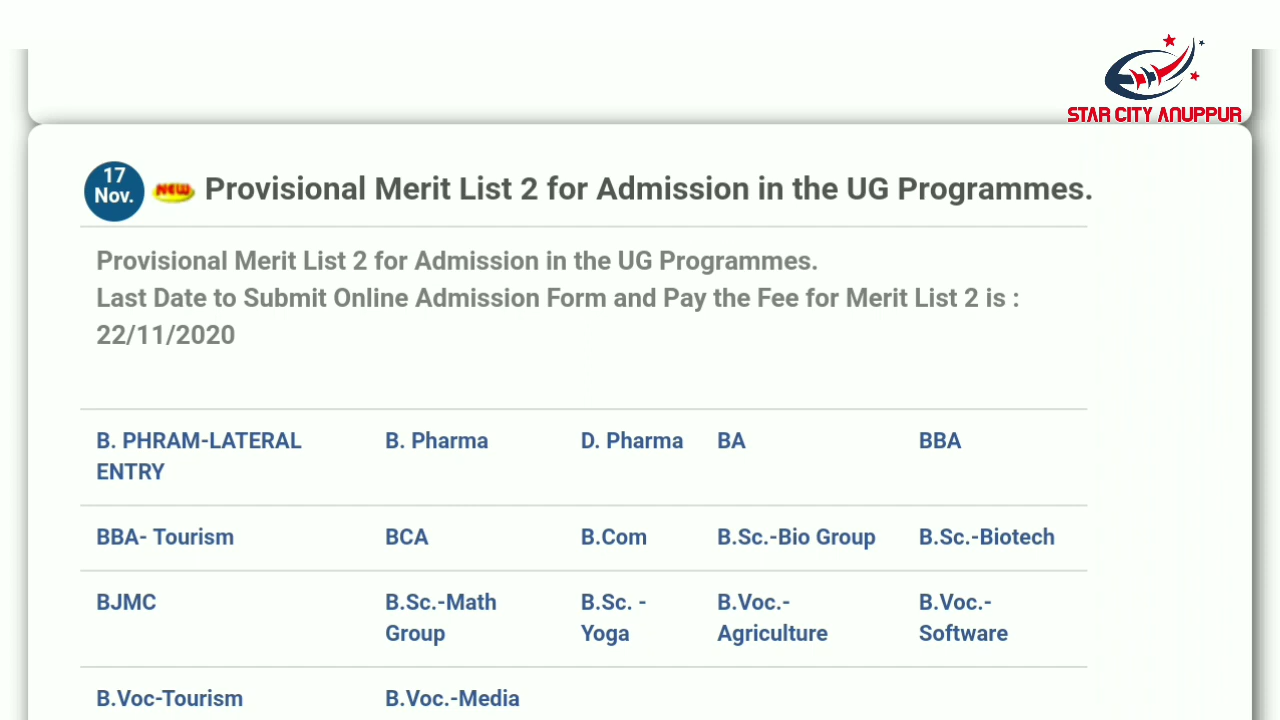 STAR CITY ANUPPUR
17
Nov.
NEW
Provisional Merit List 2 for Admission in the UG Programmes.
Provisional Merit List 2 for Admission in the UG Programmes.
Last Date to Submit Online Admission Form and Pay the Fee for Merit List 2 is :
22/11/2020
B. PHRAM-LATERAL
ENTRY
B. Pharma
D. Pharma
BA
BBA
BBA- Tourism
BCA
B.Com
B.Sc.-Bio Group
B.Sc.-Biotech
BJMC
B.Sc.-Math
Group
B.Sc. -
Yoga
B.Voc.-
Agriculture
B.Voc.-
Software
B.Voc-Tourism
B.Voc.-Media